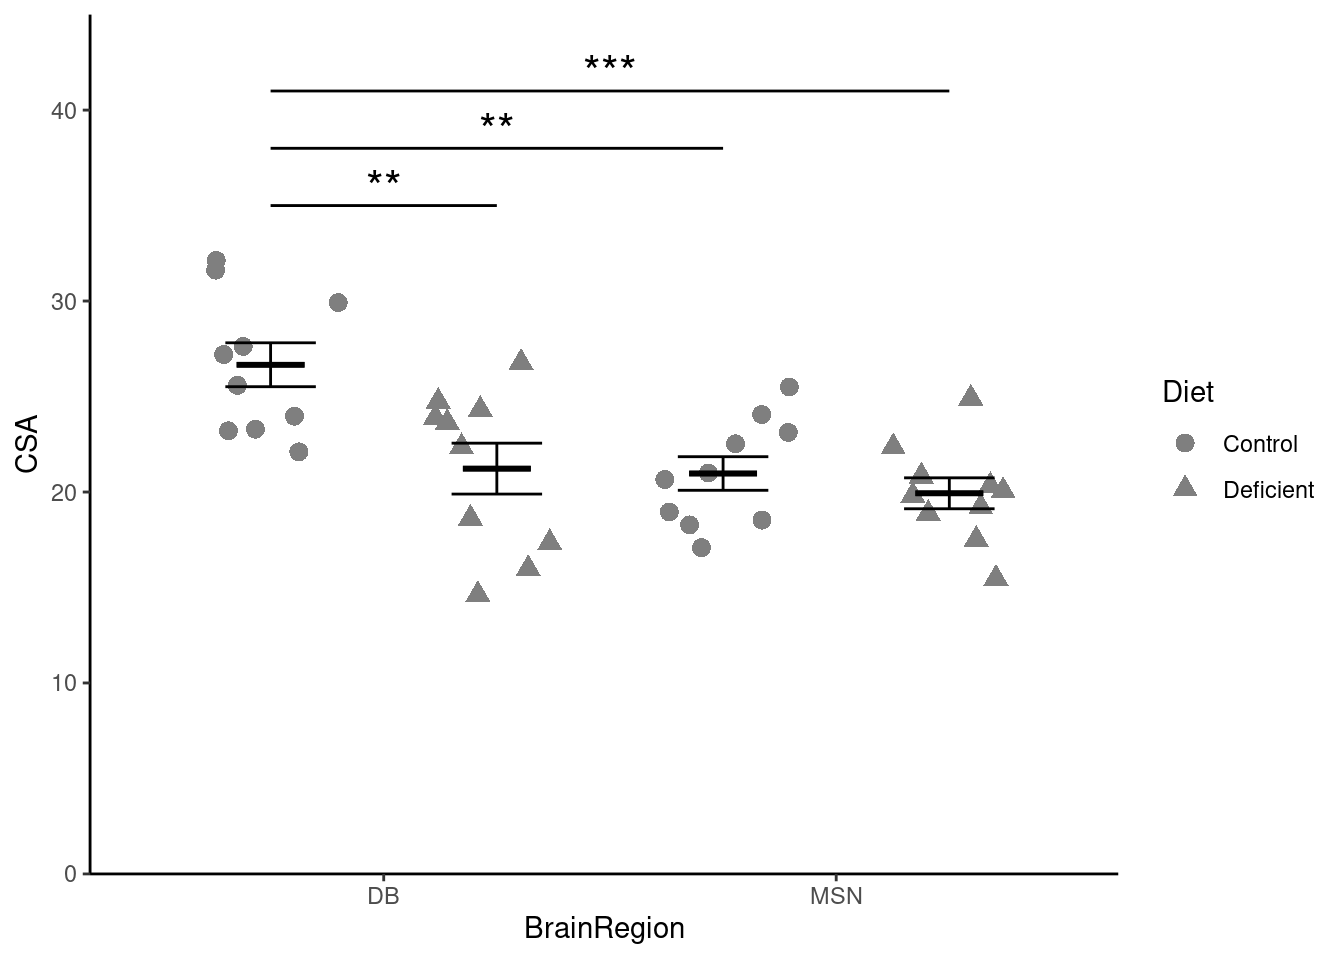 ***
**
**
40
30
20
10
0
CSA
DB
MSN
BrainRegion
Diet
Control
Deficient